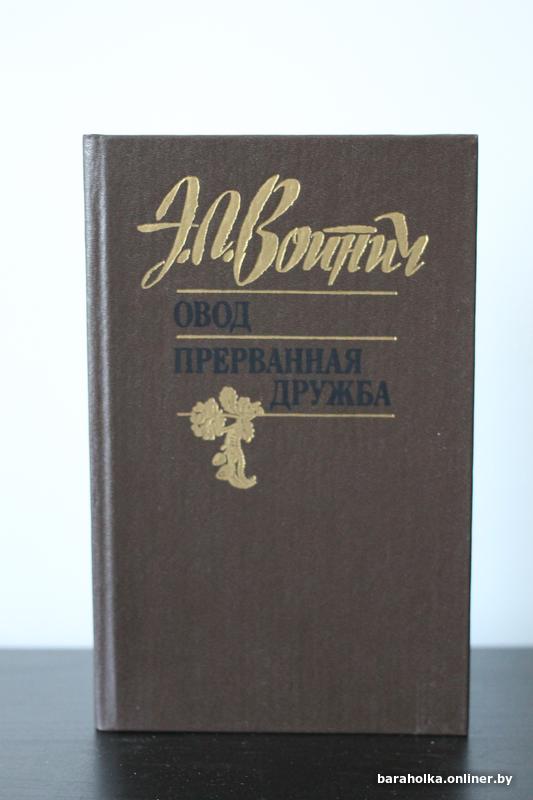 Э.Л.Войнич
ОВОД
ПРЕРВАННАЯ
ДРУЖБА
baraholka.onliner.by